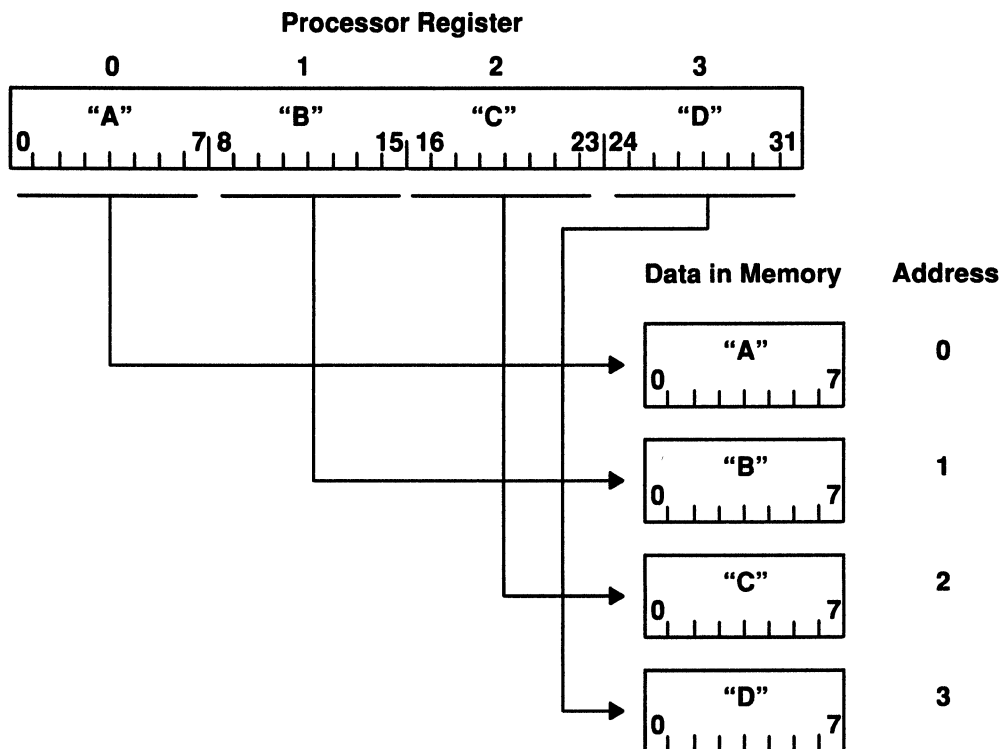 Processor Register
0 1 2 3
“A” “B” “C” “D”
0 7 8 15 16 23 24 31
Data in Memory Address
“A” 0
0 7
“B” 1
0 7
“C” 2
0 7
“D” 3
0 7